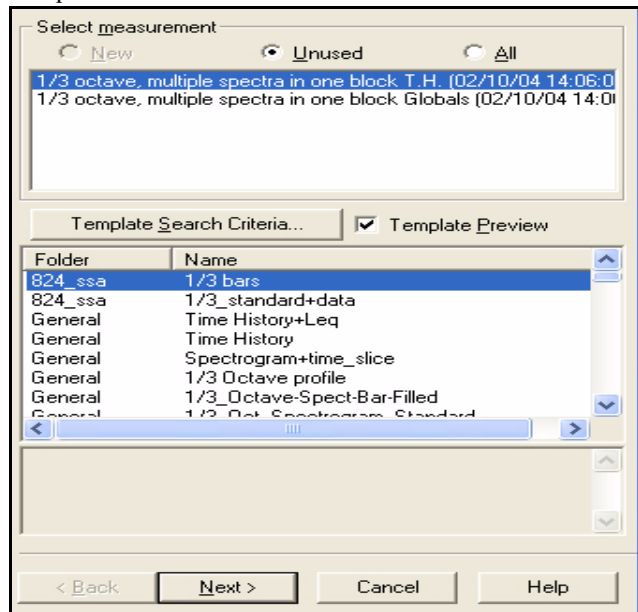 Select measurement
New Unused All
1/3 octave, multiple spectra in one block T.H. (02/10/04 14:06:0
1/3 octave, multiple spectra in one block Globals (02/10/04 14:0
Template Search Criteria... Template Preview
Folder Name
824_ssa 1/3 bars
824_ssa 1/3_standard+data
General Time History+Leq
General Time History
General Spectrogram+time_slice
General 1/3 Octave profile
General 1/3_Octave-Spect-Bar-Filled
General 1/3_Oct_Spectrogram_Standard
< Back Next > Cancel Help